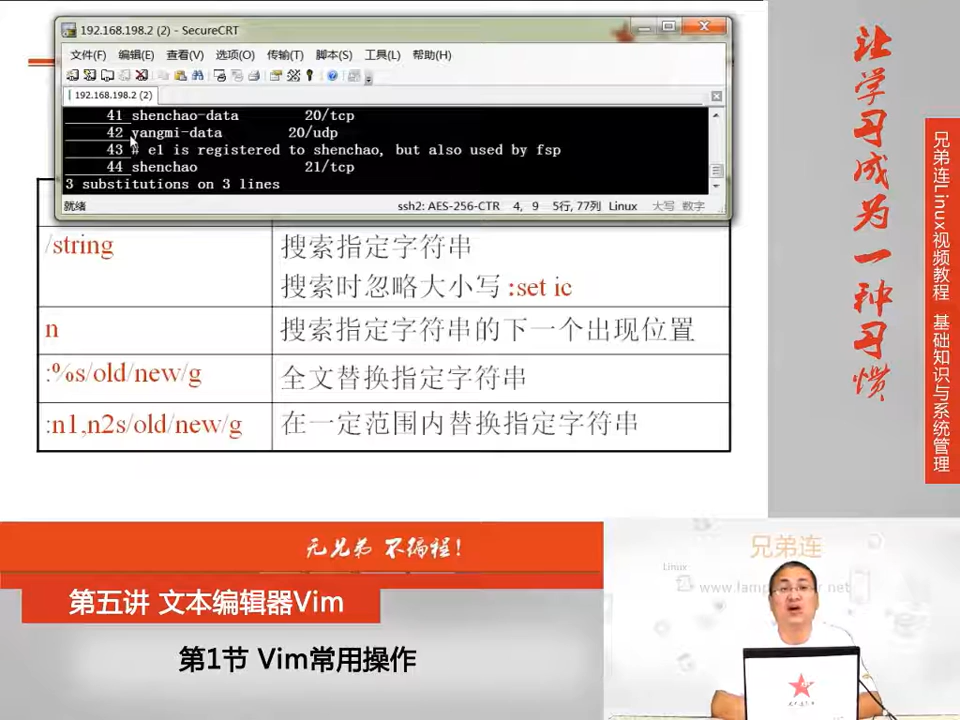 192.168.198.2 (2) - SecureCRT
文件(F) 编辑(E) 查看(V) 选项(O) 传输(T) 脚本(S) 工具(L) 帮助(H)
192.168.198.2 (2)
41 shenchao-data 20/tcp
42 yangmi-data 20/udp
43 # el is registered to shenchao, but also used by fsp
44 shenchao 21/tcp
3 substitutions on 3 lines
就绪 ssh2: AES-256-CTR 4, 9 5行, 77列 Linux 大写 数字
/string 搜索指定字符串
搜索时忽略大小写 :set ic
n 搜索指定字符串的下一个出现位置
:%s/old/new/g 全文替换指定字符串
:n1,n2s/old/new/g 在一定范围内替换指定字符串
让学习成为一种习惯
兄弟连Linux视频教程 基础知识与系统管理
无兄弟 不编程!
第五讲 文本编辑器Vim
第1节 Vim常用操作
兄弟连
Linux